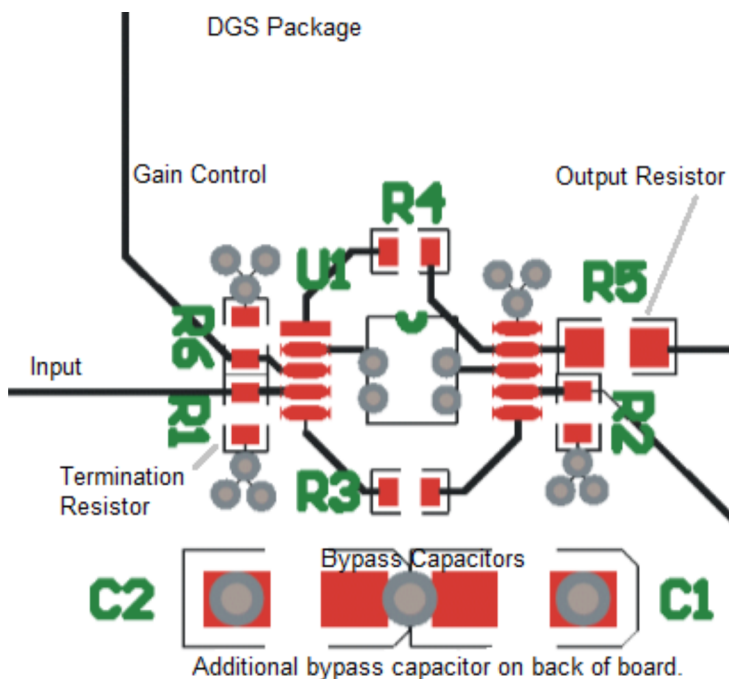 DGS Package
Gain Control
Output Resistor
R4
U1
R5
R6
Input
R1
R2
Termination
Resistor
R3
Bypass Capacitors
C2
C1
Additional bypass capacitor on back of board.